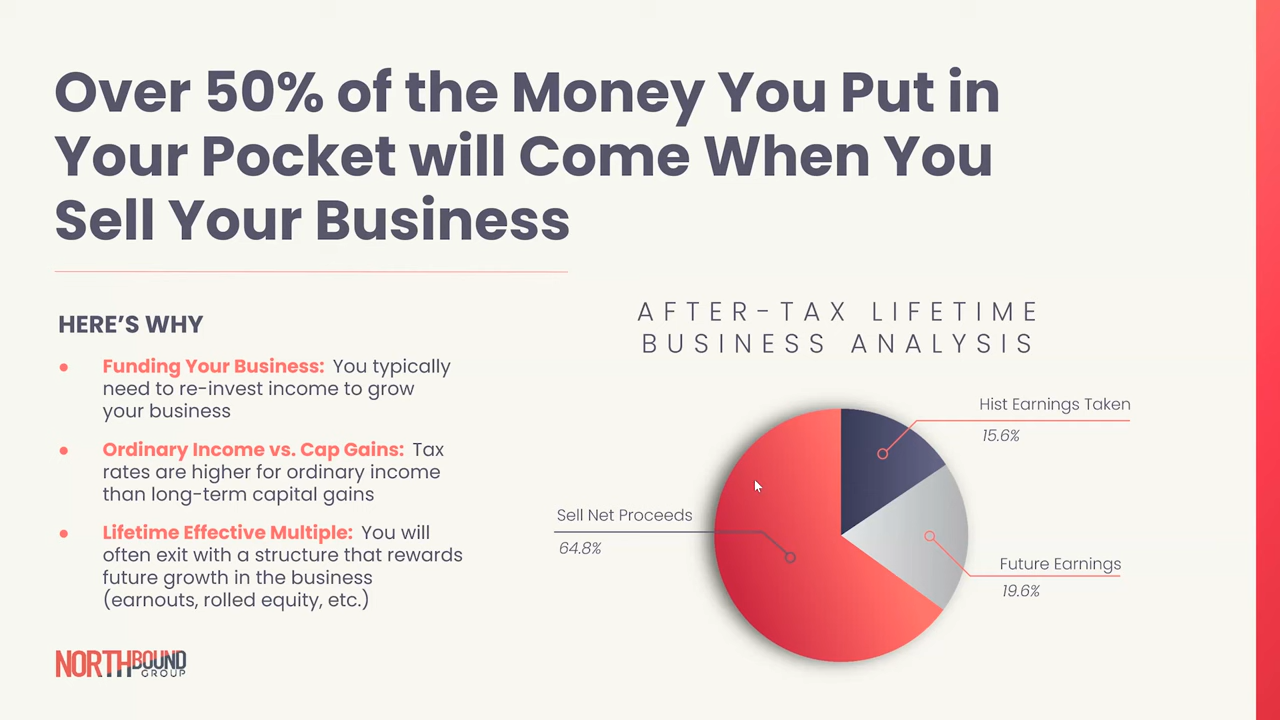 Over 50% of the Money You Put in
Your Pocket will Come When You
Sell Your Business
HERE'S WHY
● Funding Your Business: You typically
need to re-invest income to grow
your business
● Ordinary Income vs. Cap Gains: Tax
rates are higher for ordinary income
than long-term capital gains
● Lifetime Effective Multiple: You will
often exit with a structure that rewards
future growth in the business
(earnouts, rolled equity, etc.)
AFTER-TAX LIFETIME
BUSINESS ANALYSIS
Hist Earnings Taken
15.6%
Sell Net Proceeds
64.8%
Future Earnings
19.6%
NORTHBOUND
GROUP